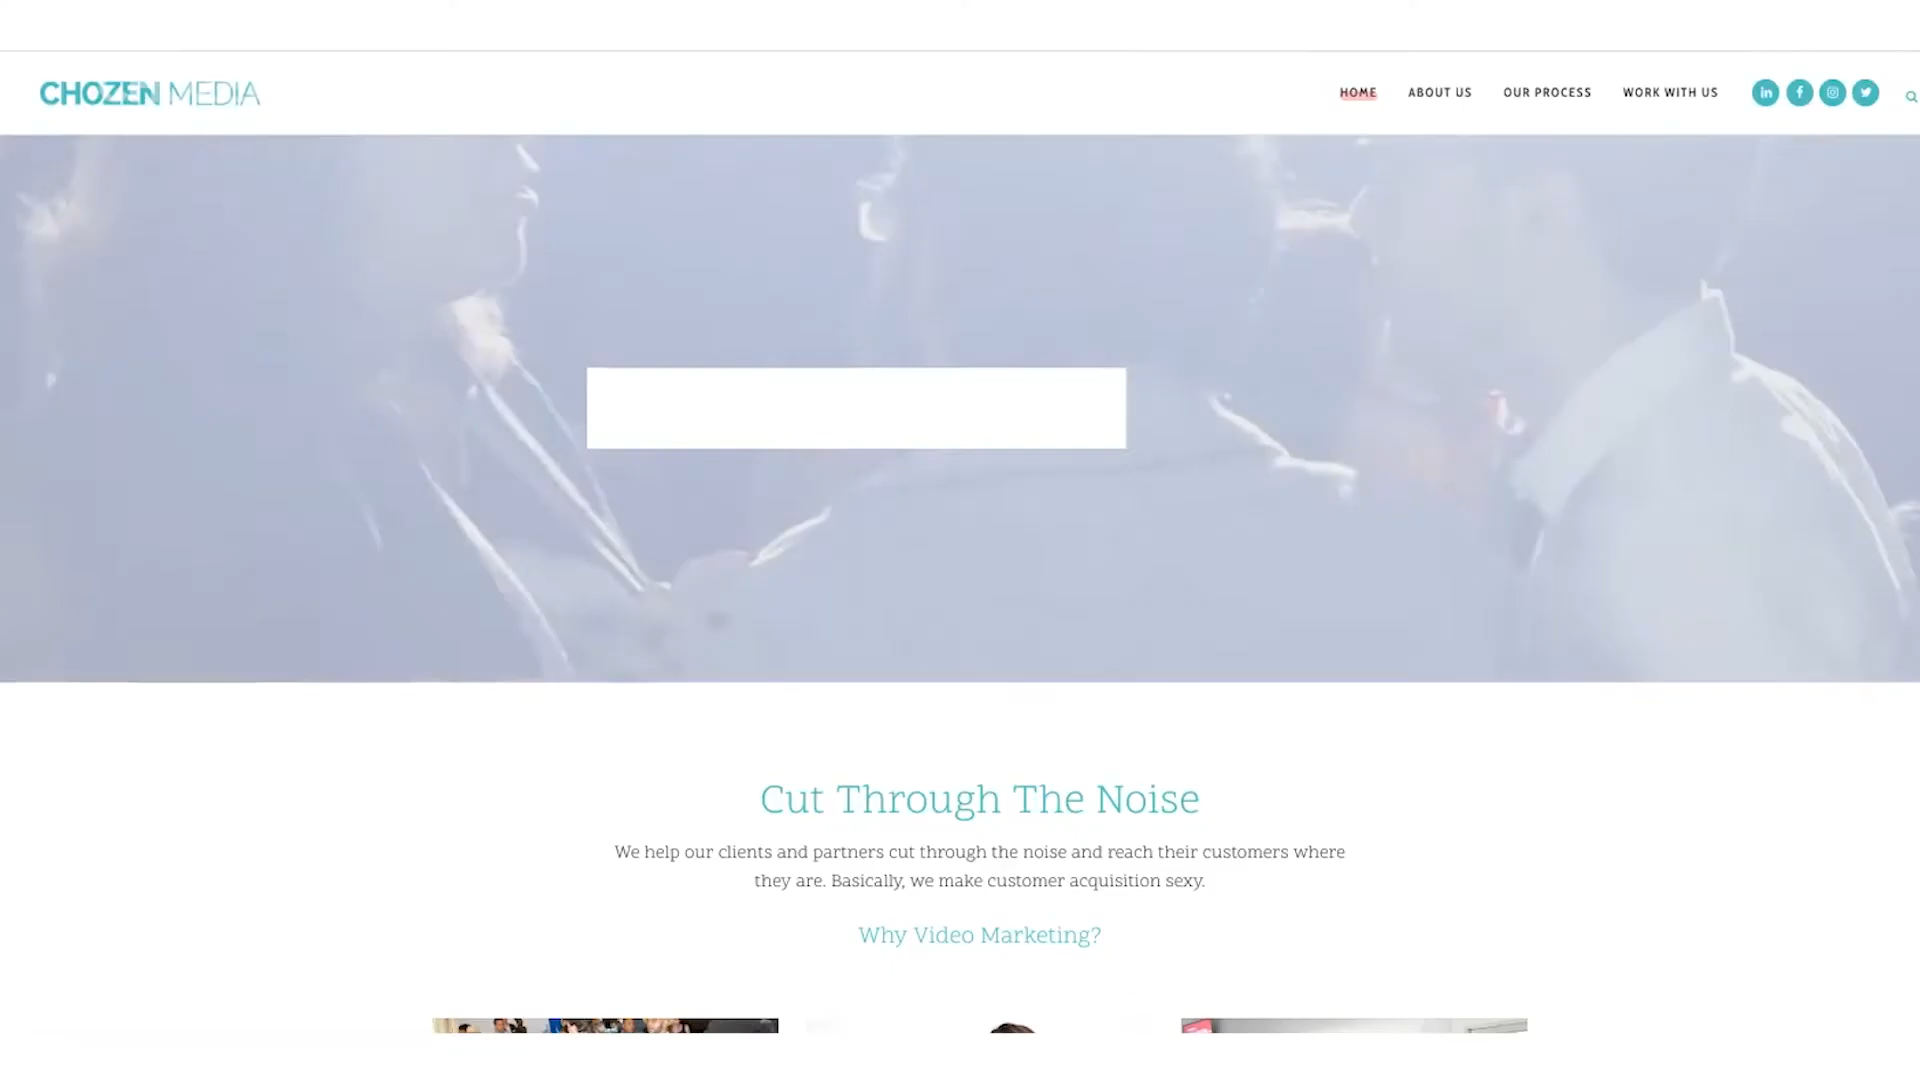 CHOZEN MEDIA
HOME ABOUT US OUR PROCESS WORK WITH US
Cut Through The Noise
We help our clients and partners cut through the noise and reach their customers where
they are. Basically, we make customer acquisition sexy.
Why Video Marketing?